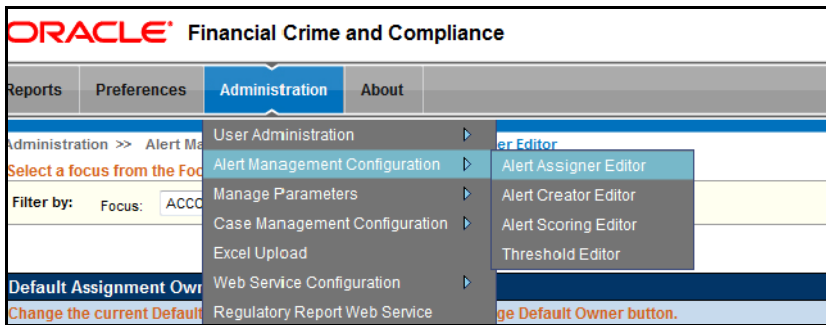 ORACLE Financial Crime and Compliance
Reports Preferences Administration About
Administration >> Alert Ma er Editor
Select a focus from the Foc
Filter by: Focus: ACCO
User Administration
Alert Management Configuration
Manage Parameters
Case Management Configuration
Excel Upload
Web Service Configuration
Regulatory Report Web Service
Alert Assigner Editor
Alert Creator Editor
Alert Scoring Editor
Threshold Editor
Default Assignment Own
Change the current Default ge Default Owner button.